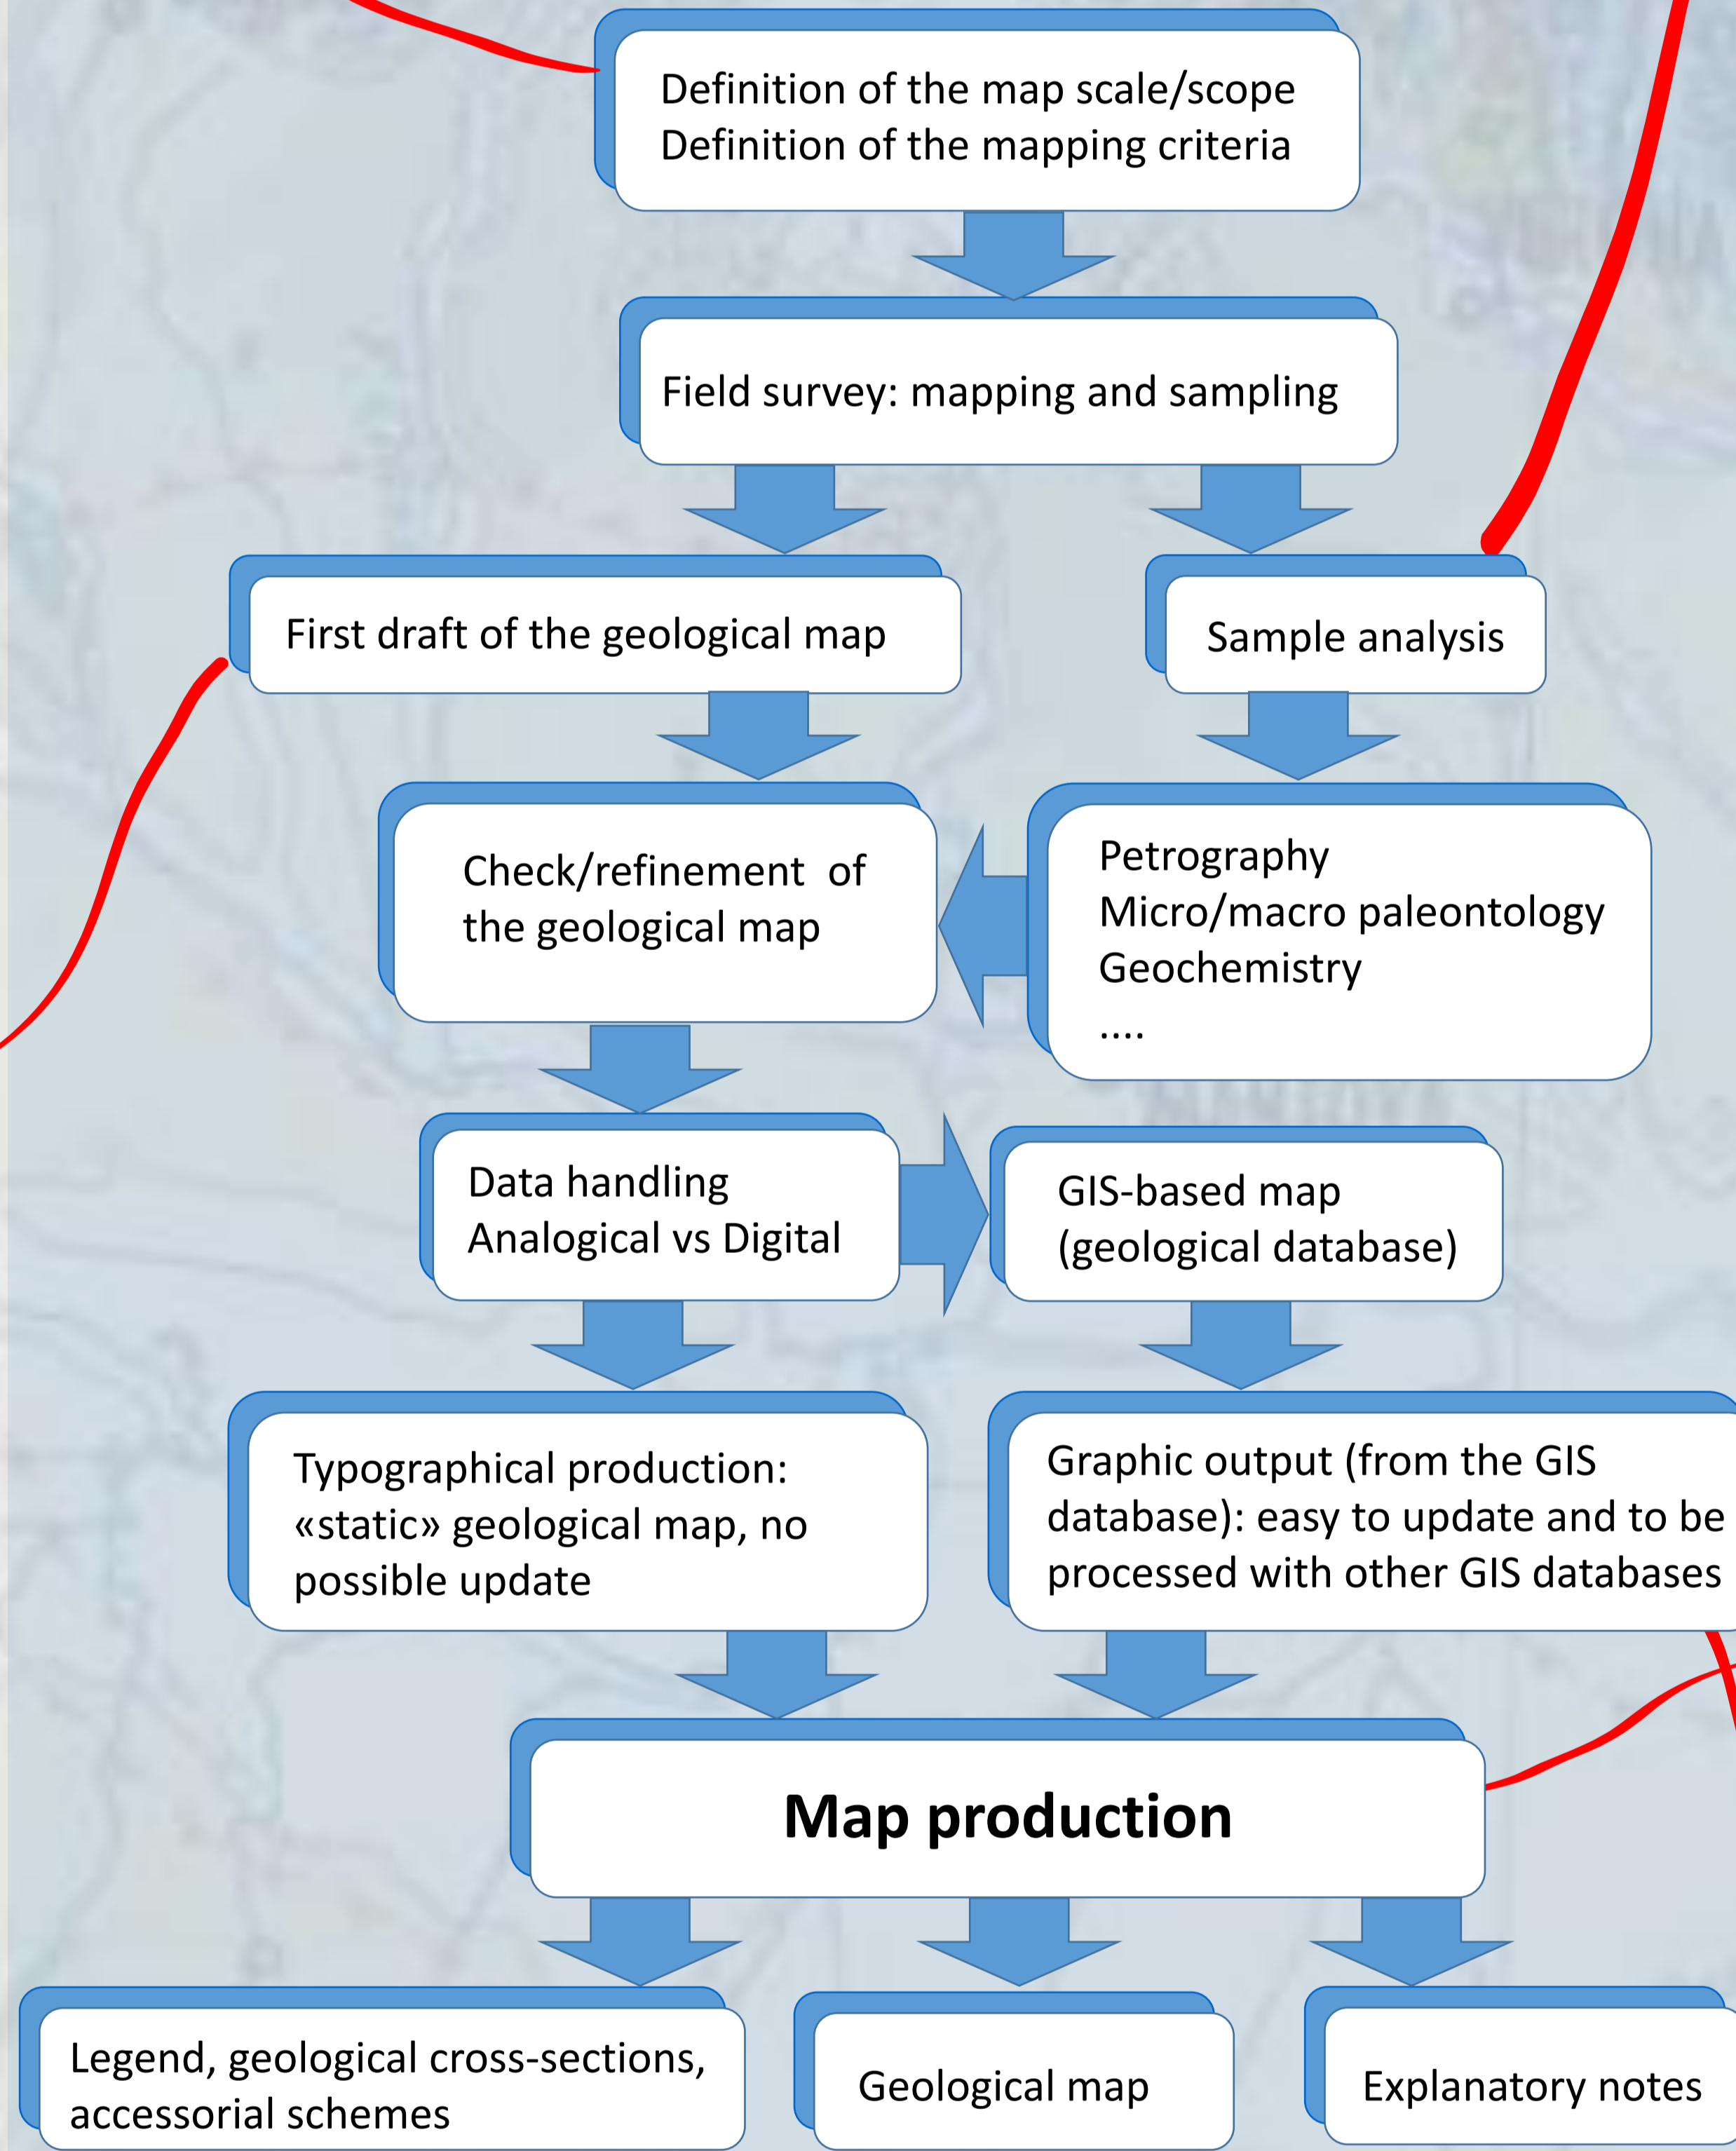 Definition of the map scale/scope
Definition of the mapping criteria
Field survey: mapping and sampling
First draft of the geological map
Sample analysis
Check/refinement of
the geological map
Petrography
Micro/macro paleontology
Geochemistry
....
Data handling
Analogical vs Digital
GIS-based map
(geological database)
Typographical production:
«static» geological map, no
possible update
Graphic output (from the GIS
database): easy to update and to be
processed with other GIS databases
Map production
Legend, geological cross-sections,
accessorial schemes
Geological map
Explanatory notes